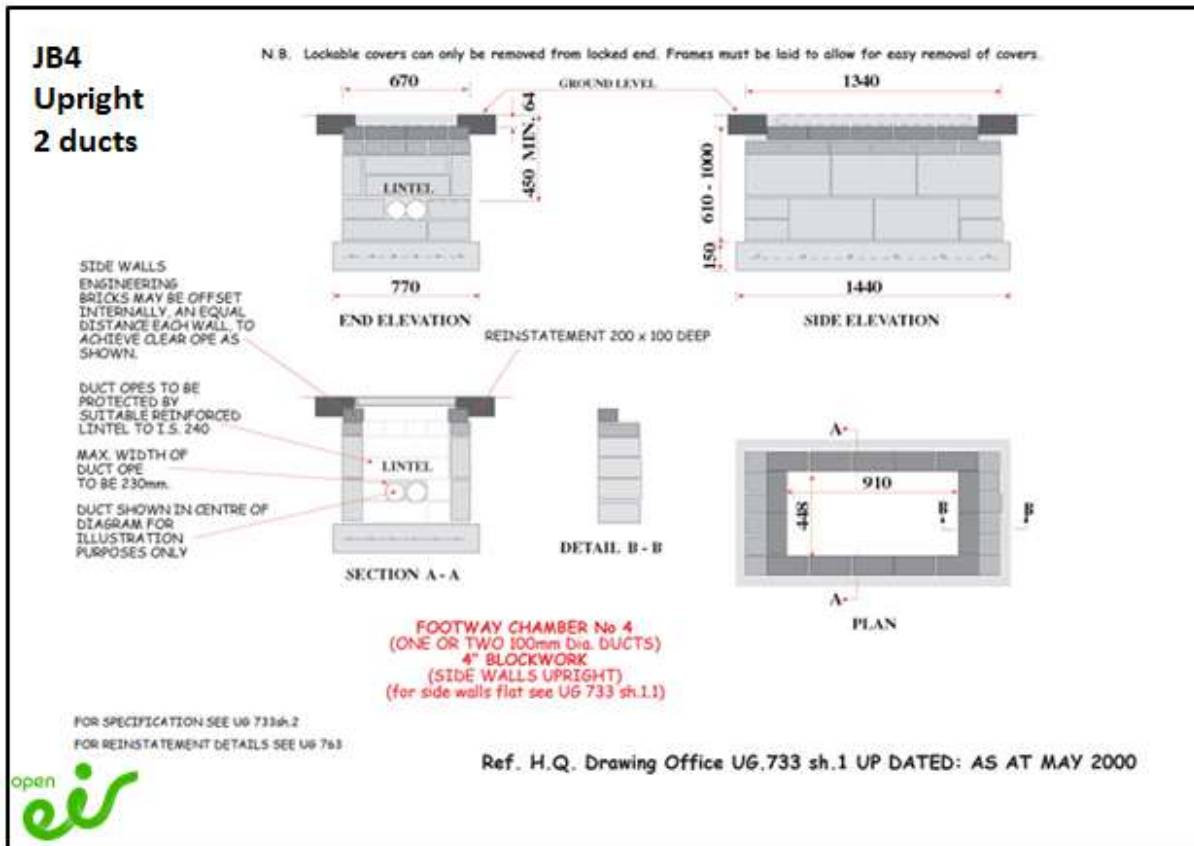 JB4
Upright
2 ducts
N.B. Lockable covers can only be removed from locked end. Frames must be laid to allow for easy removal of covers.
670
GROUND LEVEL
1340
450 MIN. 64
610 - 1000
150
LINTEL
770
1440
END ELEVATION
SIDE ELEVATION
SIDE WALLS
ENGINEERING
BRICKS MAY BE OFFSET
INTERNALLY, AN EQUAL
DISTANCE EACH WALL, TO
ACHIEVE CLEAR OPE AS
SHOWN.
REINSTATEMENT 200 x 100 DEEP
DUCT OPES TO BE
PROTECTED BY
SUITABLE REINFORCED
LINTEL TO I.S. 240
MAX. WIDTH OF
DUCT OPE
TO BE 230mm.
DUCT SHOWN IN CENTRE OF
DIAGRAM FOR
ILLUSTRATION
PURPOSES ONLY
LINTEL
SECTION A - A
DETAIL B - B
A
910
448
B
B
A
PLAN
FOOTWAY CHAMBER No 4
(ONE OR TWO 100mm Dia. DUCTS)
4" BLOCKWORK
(SIDE WALLS UPRIGHT)
(for side walls flat see UG 733 sh.1.1)
FOR SPECIFICATION SEE UG 733sh.2
FOR REINSTATEMENT DETAILS SEE UG 763
Ref. H.Q. Drawing Office UG.733 sh.1 UP DATED: AS AT MAY 2000
open
eir